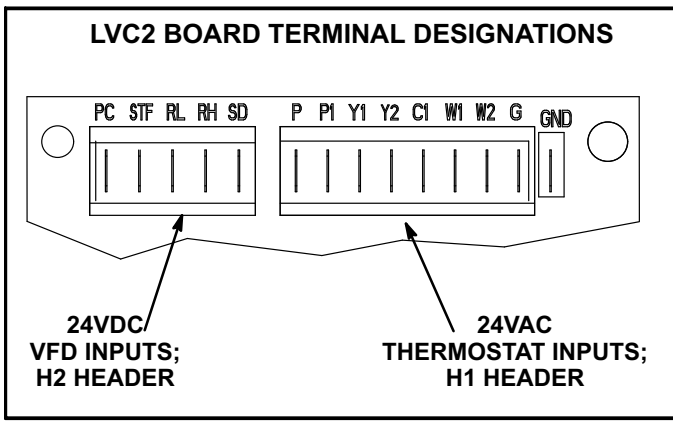 LVC2 BOARD TERMINAL DESIGNATIONS
PC STF RL RH SD P P1 Y1 Y2 C1 W1 W2 G GND
24VDC
VFD INPUTS;
H2 HEADER
24VAC
THERMOSTAT INPUTS;
H1 HEADER